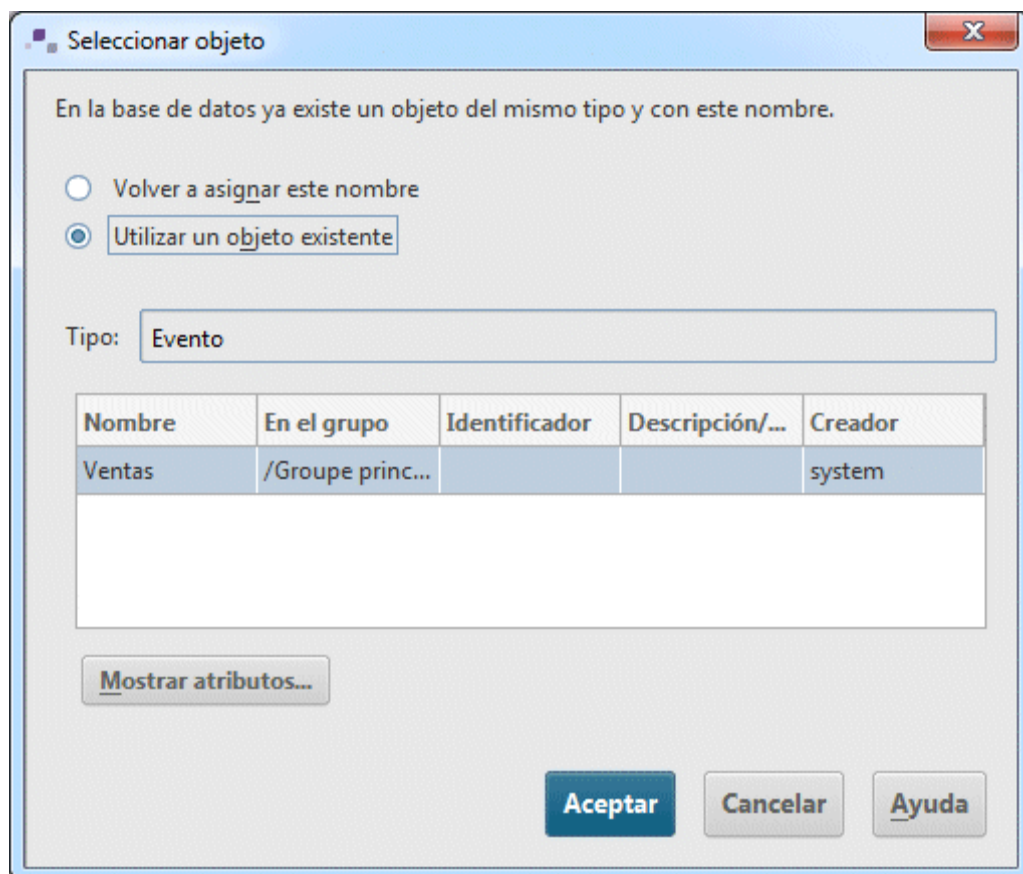 Seleccionar objeto
En la base de datos ya existe un objeto del mismo tipo y con este nombre.
Volver a asignar este nombre
Utilizar un objeto existente
Tipo: Evento
Nombre En el grupo Identificador Descripción/... Creador
Ventas /Groupe princ... system
Mostrar atributos...
Aceptar Cancelar Ayuda